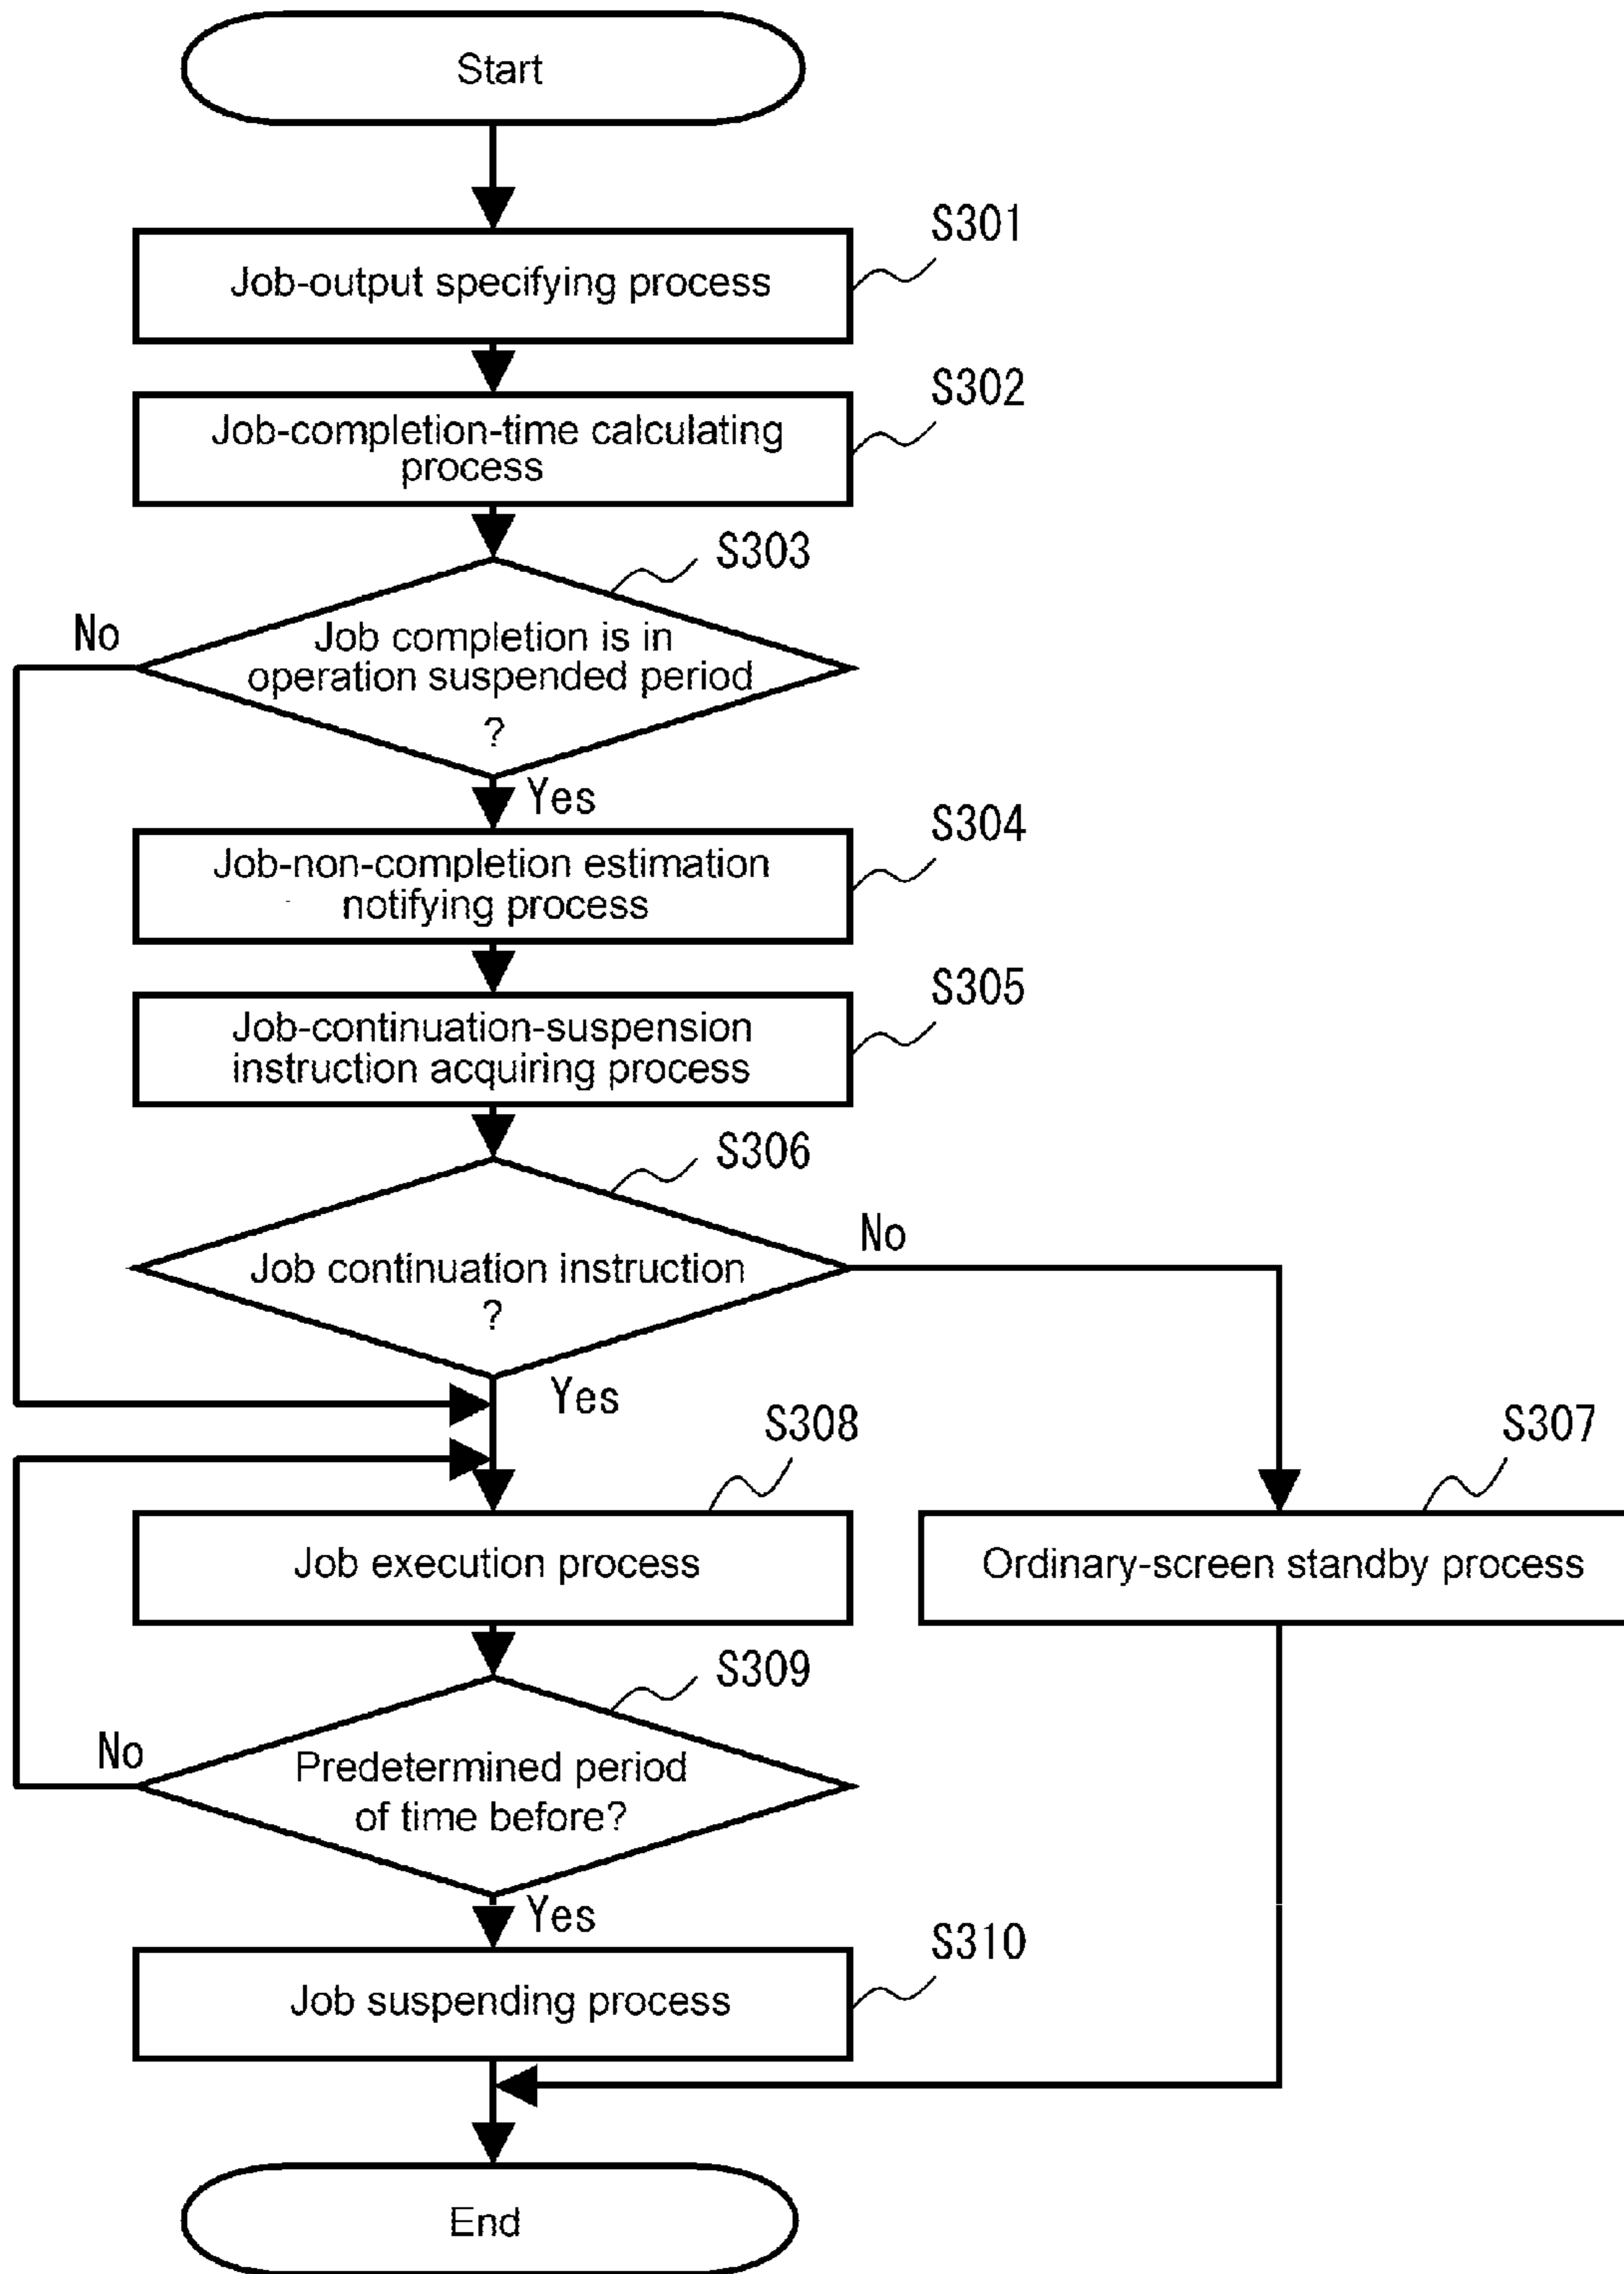 Start
S301
Job-output specifying process
S302
Job-completion-time calculating
process
S303
No
Job completion is in
operation suspended period
?
Yes
S304
Job-non-completion estimation
notifying process
S305
Job-continuation-suspension
instruction acquiring process
S306
No
Job continuation instruction
?
Yes
S308
S307
Job execution process
Ordinary-screen standby process
S309
No
Predetermined period
of time before?
Yes
S310
Job suspending process
End